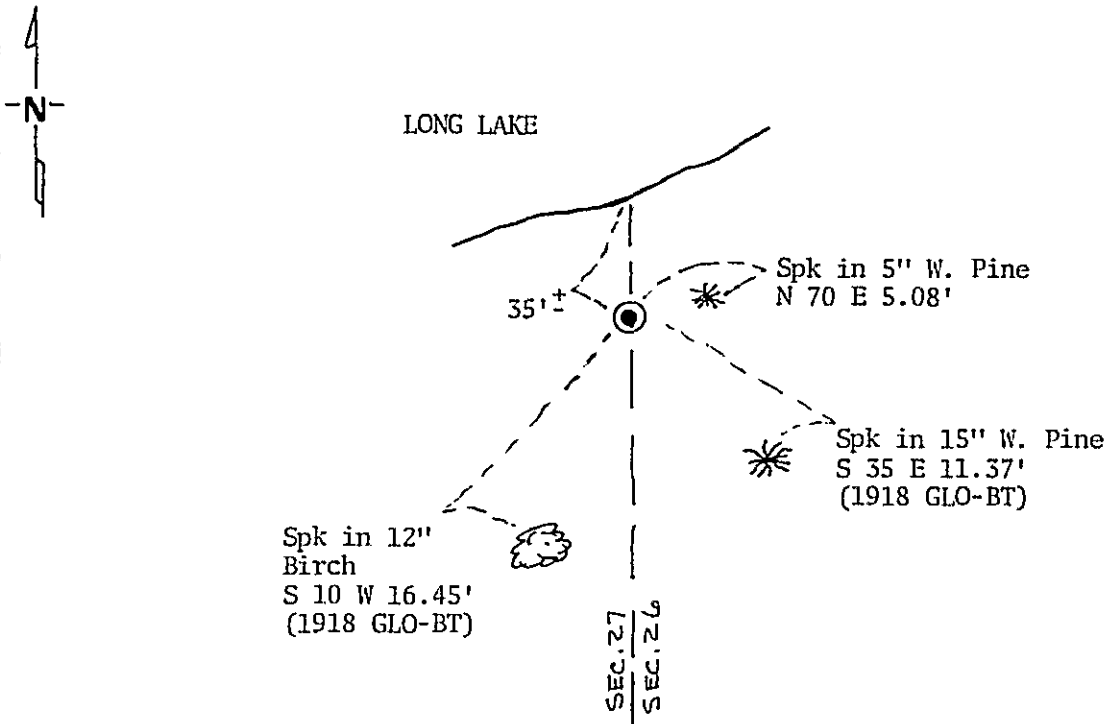 N
LONG LAKE
35'±
Spk in 5" W. Pine
N 70 E 5.08'
Spk in 15" W. Pine
S 35 E 11.37'
(1918 GLO-BT)
Spk in 12"
Birch
S 10 W 16.45'
(1918 GLO-BT)
SEC. 27
SEC. 26